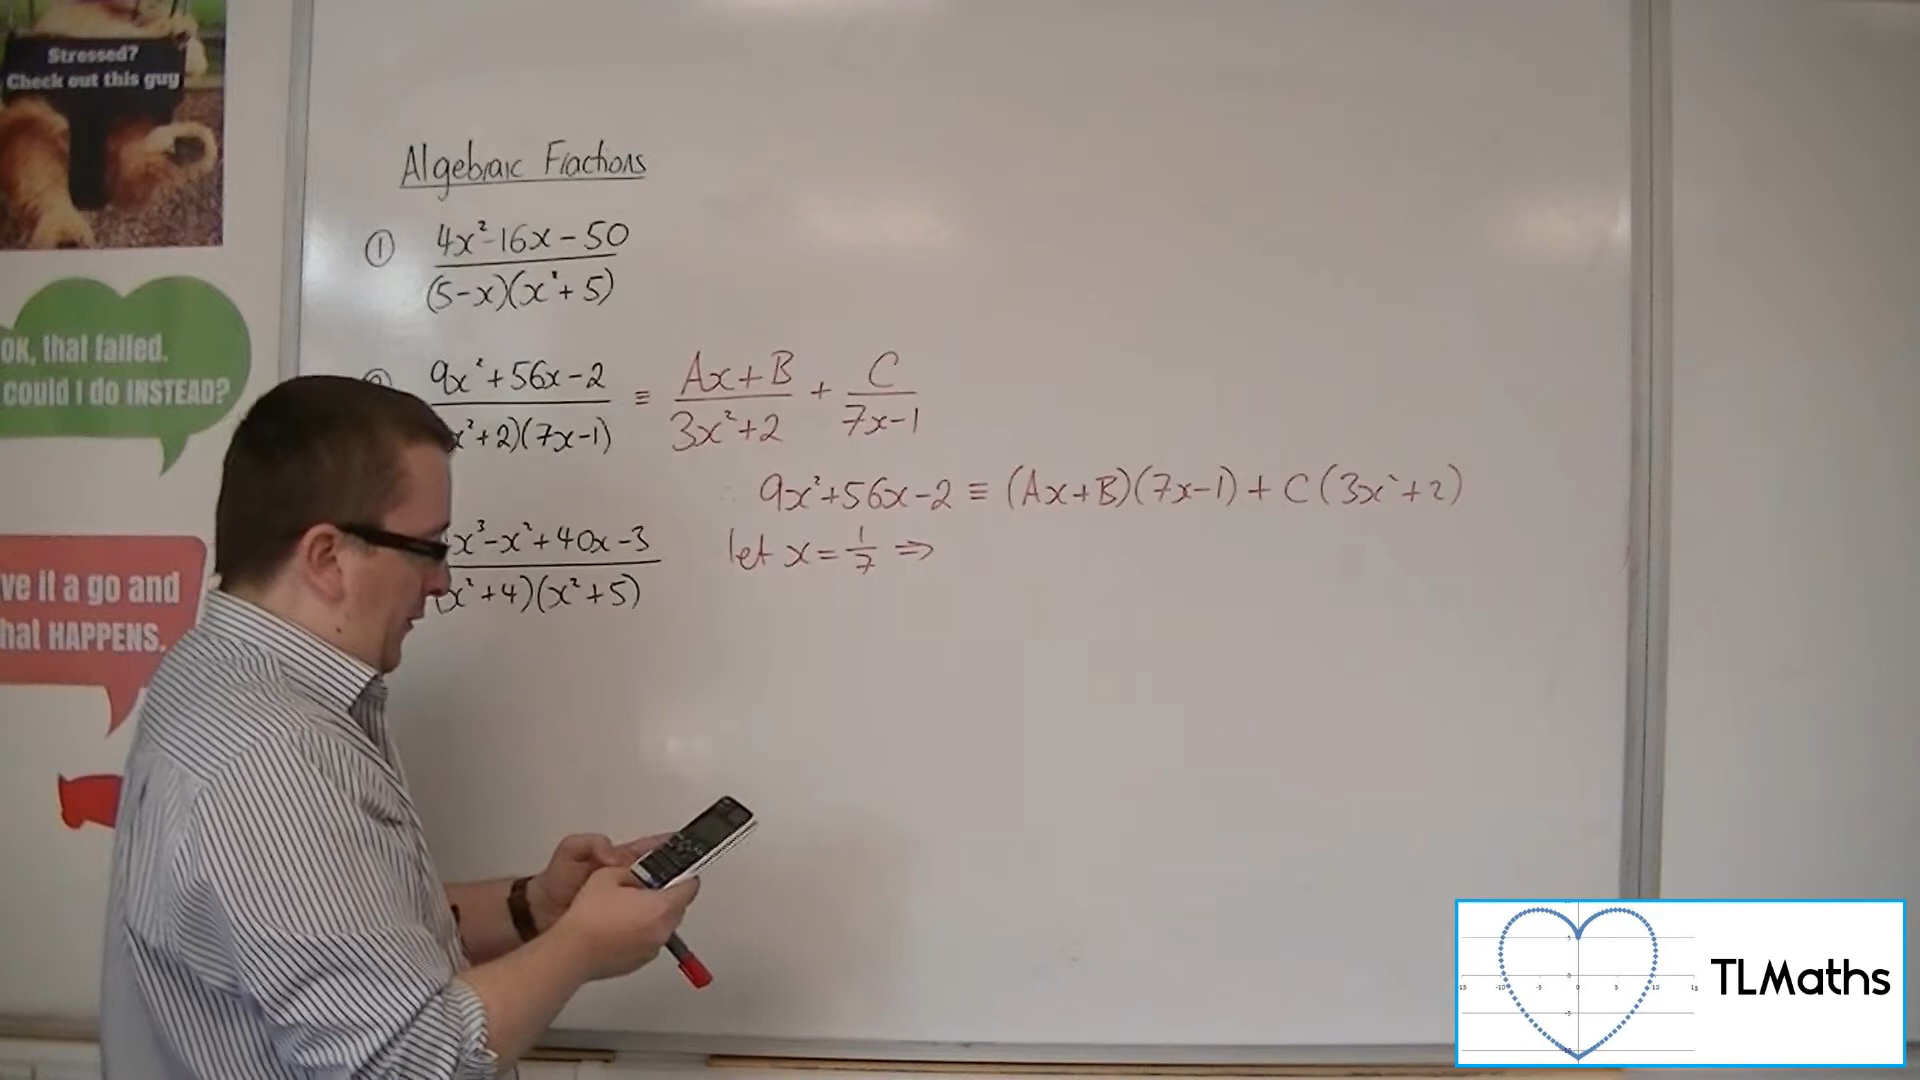 Stressed?
Check out this guy
OK, that failed.
could I do INSTEAD?
ve it a go and
hat HAPPENS.
Algebraic Fractions
① 4x²-16x-50
(5-x)(x²+5)
9x²+56x-2 ≡ Ax+B + C
x²+2)(7x-1) 3x²+2 7x-1
9x²+56x-2 ≡ (Ax+B)(7x-1) + C(3x²+2)
let x = 1/7 ⇒
x³-x²+40x-3
(x²+4)(x²+5)
TLMaths